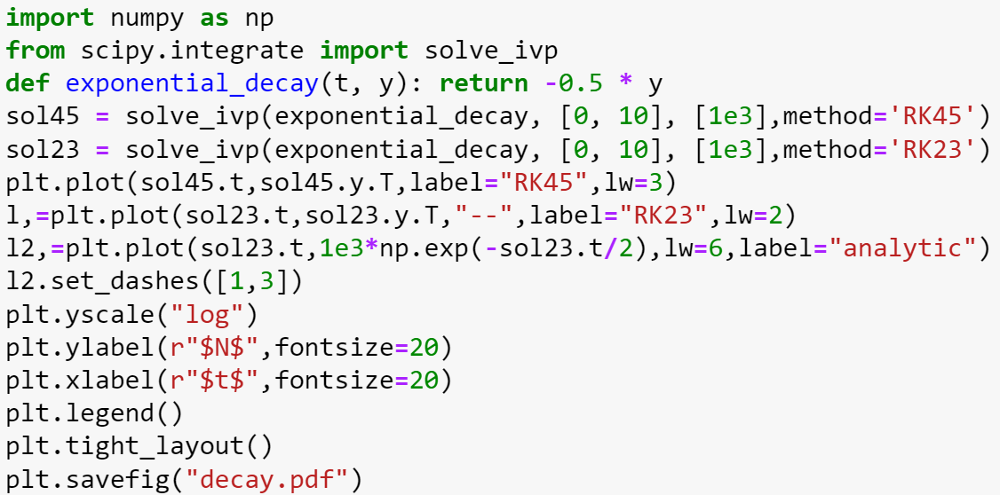 import numpy as np
from scipy.integrate import solve_ivp
def exponential_decay(t, y): return -0.5 * y
sol45 = solve_ivp(exponential_decay, [0, 10], [1e3],method='RK45')
sol23 = solve_ivp(exponential_decay, [0, 10], [1e3],method='RK23')
plt.plot(sol45.t,sol45.y.T,label="RK45",lw=3)
l,=plt.plot(sol23.t,sol23.y.T,"--",label="RK23",lw=2)
l2,=plt.plot(sol23.t,1e3*np.exp(-sol23.t/2),lw=6,label="analytic")
l2.set_dashes([1,3])
plt.yscale("log")
plt.ylabel(r"$N$",fontsize=20)
plt.xlabel(r"$t$",fontsize=20)
plt.legend()
plt.tight_layout()
plt.savefig("decay.pdf")